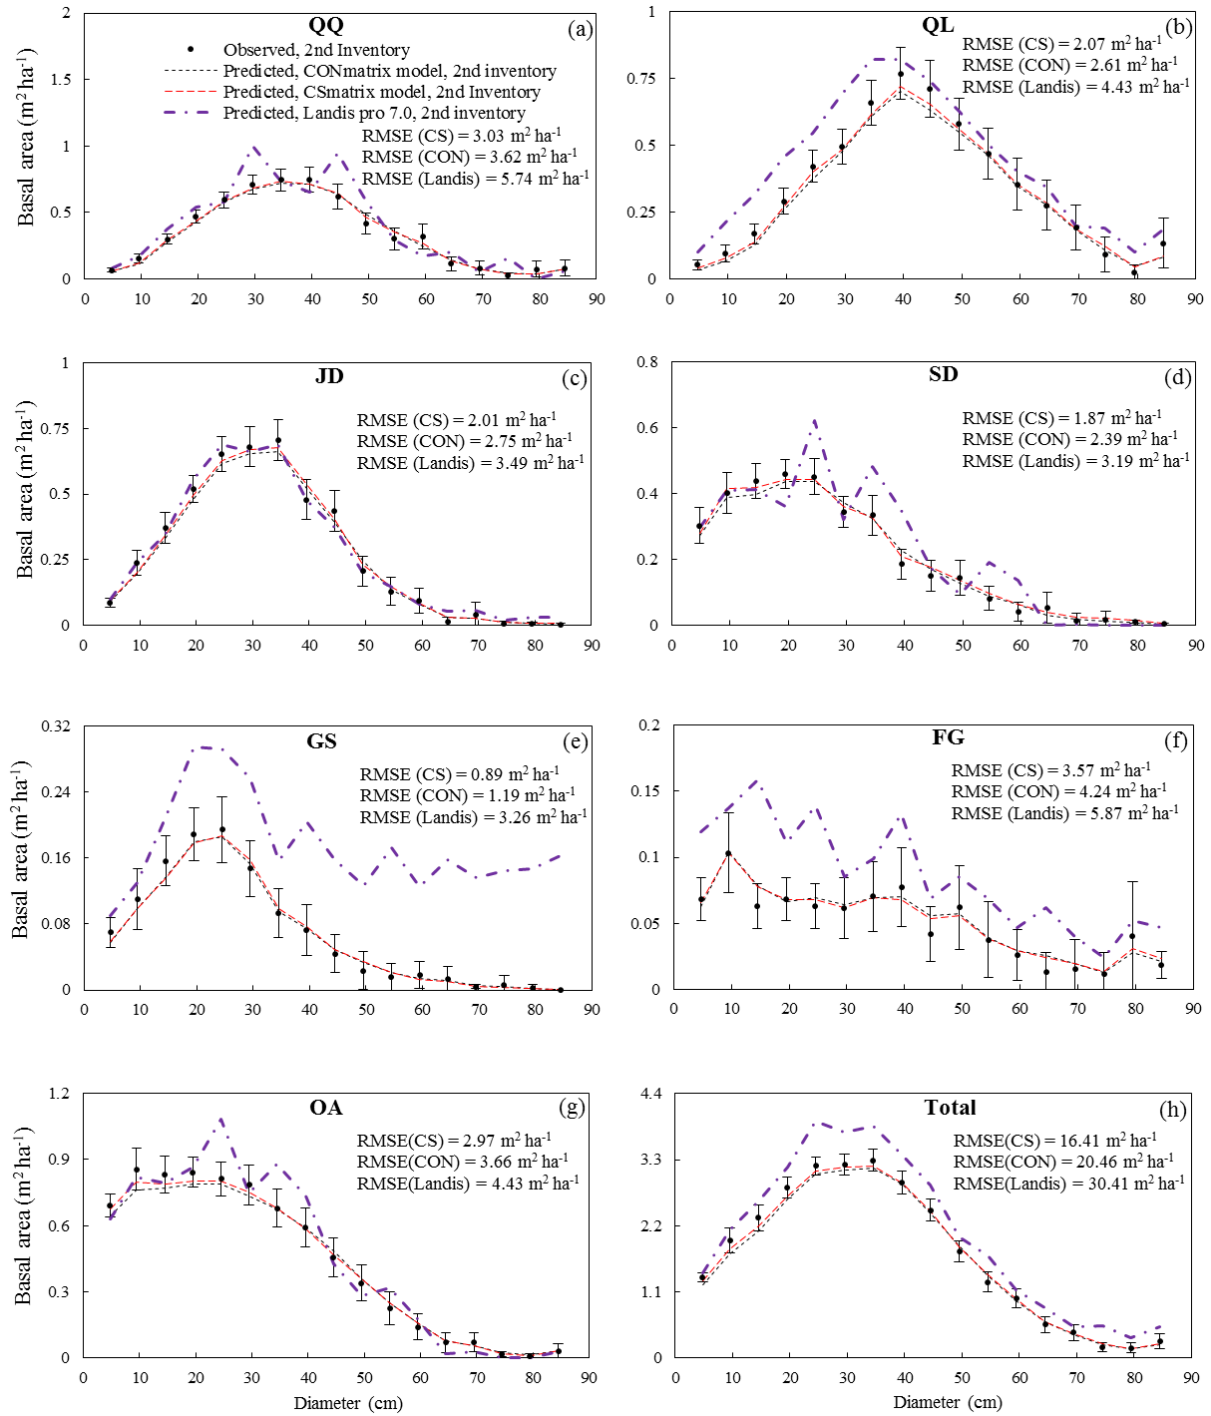 QQ
(a)
Observed, 2nd Inventory
Predicted, CONmatrix model, 2nd inventory
Predicted, CSmatrix model, 2nd Inventory
Predicted, Landis pro 7.0, 2nd inventory
RMSE (CS) = 3.03 m² ha⁻¹
RMSE (CON) = 3.62 m² ha⁻¹
RMSE (Landis) = 5.74 m² ha⁻¹
Basal area (m² ha⁻¹)
2
1.5
1
0.5
0
0 10 20 30 40 50 60 70 80 90
QL
(b)
RMSE (CS) = 2.07 m² ha⁻¹
RMSE (CON) = 2.61 m² ha⁻¹
RMSE (Landis) = 4.43 m² ha⁻¹
1
0.75
0.5
0.25
0
0 10 20 30 40 50 60 70 80 90
JD
(c)
RMSE (CS) = 2.01 m² ha⁻¹
RMSE (CON) = 2.75 m² ha⁻¹
RMSE (Landis) = 3.49 m² ha⁻¹
Basal area (m² ha⁻¹)
1
0.75
0.5
0.25
0
0 10 20 30 40 50 60 70 80 90
SD
(d)
RMSE (CS) = 1.87 m² ha⁻¹
RMSE (CON) = 2.39 m² ha⁻¹
RMSE (Landis) = 3.19 m² ha⁻¹
0.8
0.6
0.4
0.2
0
0 10 20 30 40 50 60 70 80 90
GS
(e)
RMSE (CS) = 0.89 m² ha⁻¹
RMSE (CON) = 1.19 m² ha⁻¹
RMSE (Landis) = 3.26 m² ha⁻¹
Basal area (m² ha⁻¹)
0.32
0.24
0.16
0.08
0
0 10 20 30 40 50 60 70 80 90
FG
(f)
RMSE (CS) = 3.57 m² ha⁻¹
RMSE (CON) = 4.24 m² ha⁻¹
RMSE (Landis) = 5.87 m² ha⁻¹
0.2
0.15
0.1
0.05
0
0 10 20 30 40 50 60 70 80 90
OA
(g)
RMSE(CS) = 2.97 m² ha⁻¹
RMSE(CON) = 3.66 m² ha⁻¹
RMSE(Landis) = 4.43 m² ha⁻¹
Basal area (m² ha⁻¹)
1.2
0.9
0.6
0.3
0
0 10 20 30 40 50 60 70 80 90
Diameter (cm)
Total
(h)
RMSE(CS) = 16.41 m² ha⁻¹
RMSE(CON) = 20.46 m² ha⁻¹
RMSE(Landis) = 30.41 m² ha⁻¹
4.4
3.3
2.2
1.1
0
0 10 20 30 40 50 60 70 80 90
Diameter (cm)